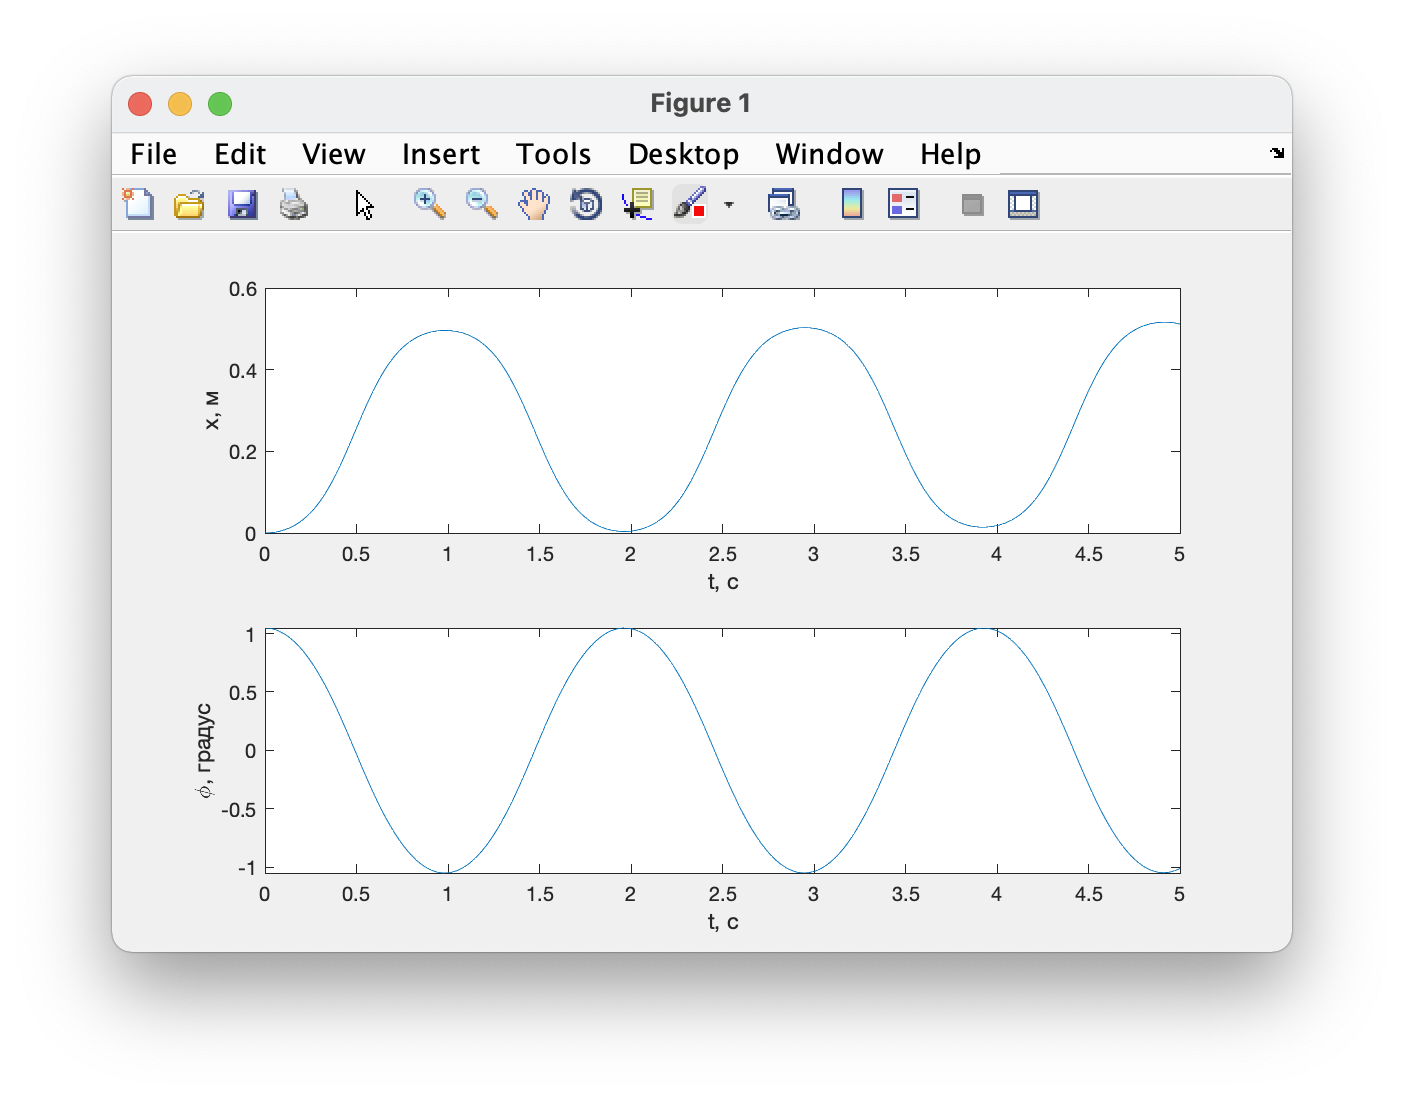 Figure 1
File Edit View Insert Tools Desktop Window Help
0.6
0.4
0.2
0
х, м
0 0.5 1 1.5 2 2.5 3 3.5 4 4.5 5
t, с
1
0.5
0
-0.5
-1
ϕ, градус
0 0.5 1 1.5 2 2.5 3 3.5 4 4.5 5
t, с